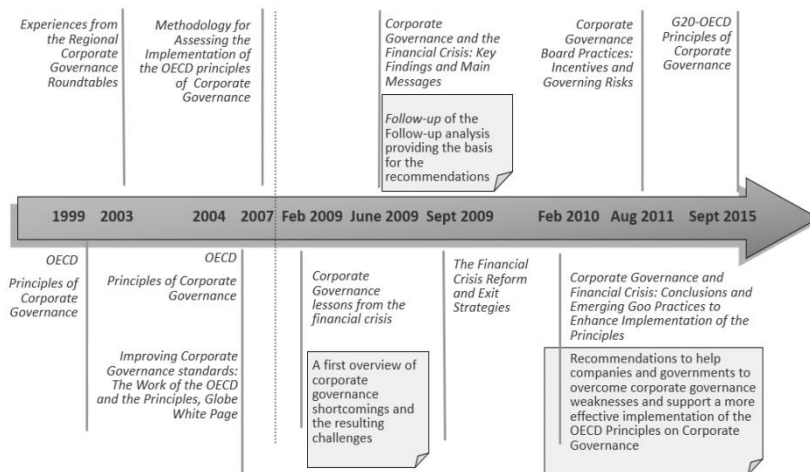 Experiences from
the Regional
Corporate
Governance
Roundtables
Methodology for
Assessing the
Implementation of
the OECD principles
of Corporate
Governance
Corporate
Governance and the
Financial Crisis: Key
Findings and Main
Messages
Follow-up of the
Follow-up analysis
providing the basis
for the
recommendations
Corporate
Governance
Board Practices:
Incentives and
Governing Risks
G20-OECD
Principles of
Corporate
Governance
1999 2003 2004 2007 Feb 2009 June 2009 Sept 2009 Feb 2010 Aug 2011 Sept 2015
OECD
Principles of
Corporate
Governance
OECD
Principles of Corporate
Governance
Improving Corporate
Governance standards:
The Work of the OECD
and the Principles, Globe
White Page
Corporate
Governance
lessons from the
financial crisis
A first overview of
corporate
governance
shortcomings and
the resulting
challenges
The Financial
Crisis Reform
and Exit
Strategies
Corporate Governance and
Financial Crisis: Conclusions and
Emerging Goo Practices to
Enhance Implementation of the
Principles
Recommendations to help
companies and governments to
overcome corporate governance
weaknesses and support a more
effective implementation of the
OECD Principles on Corporate
Governance